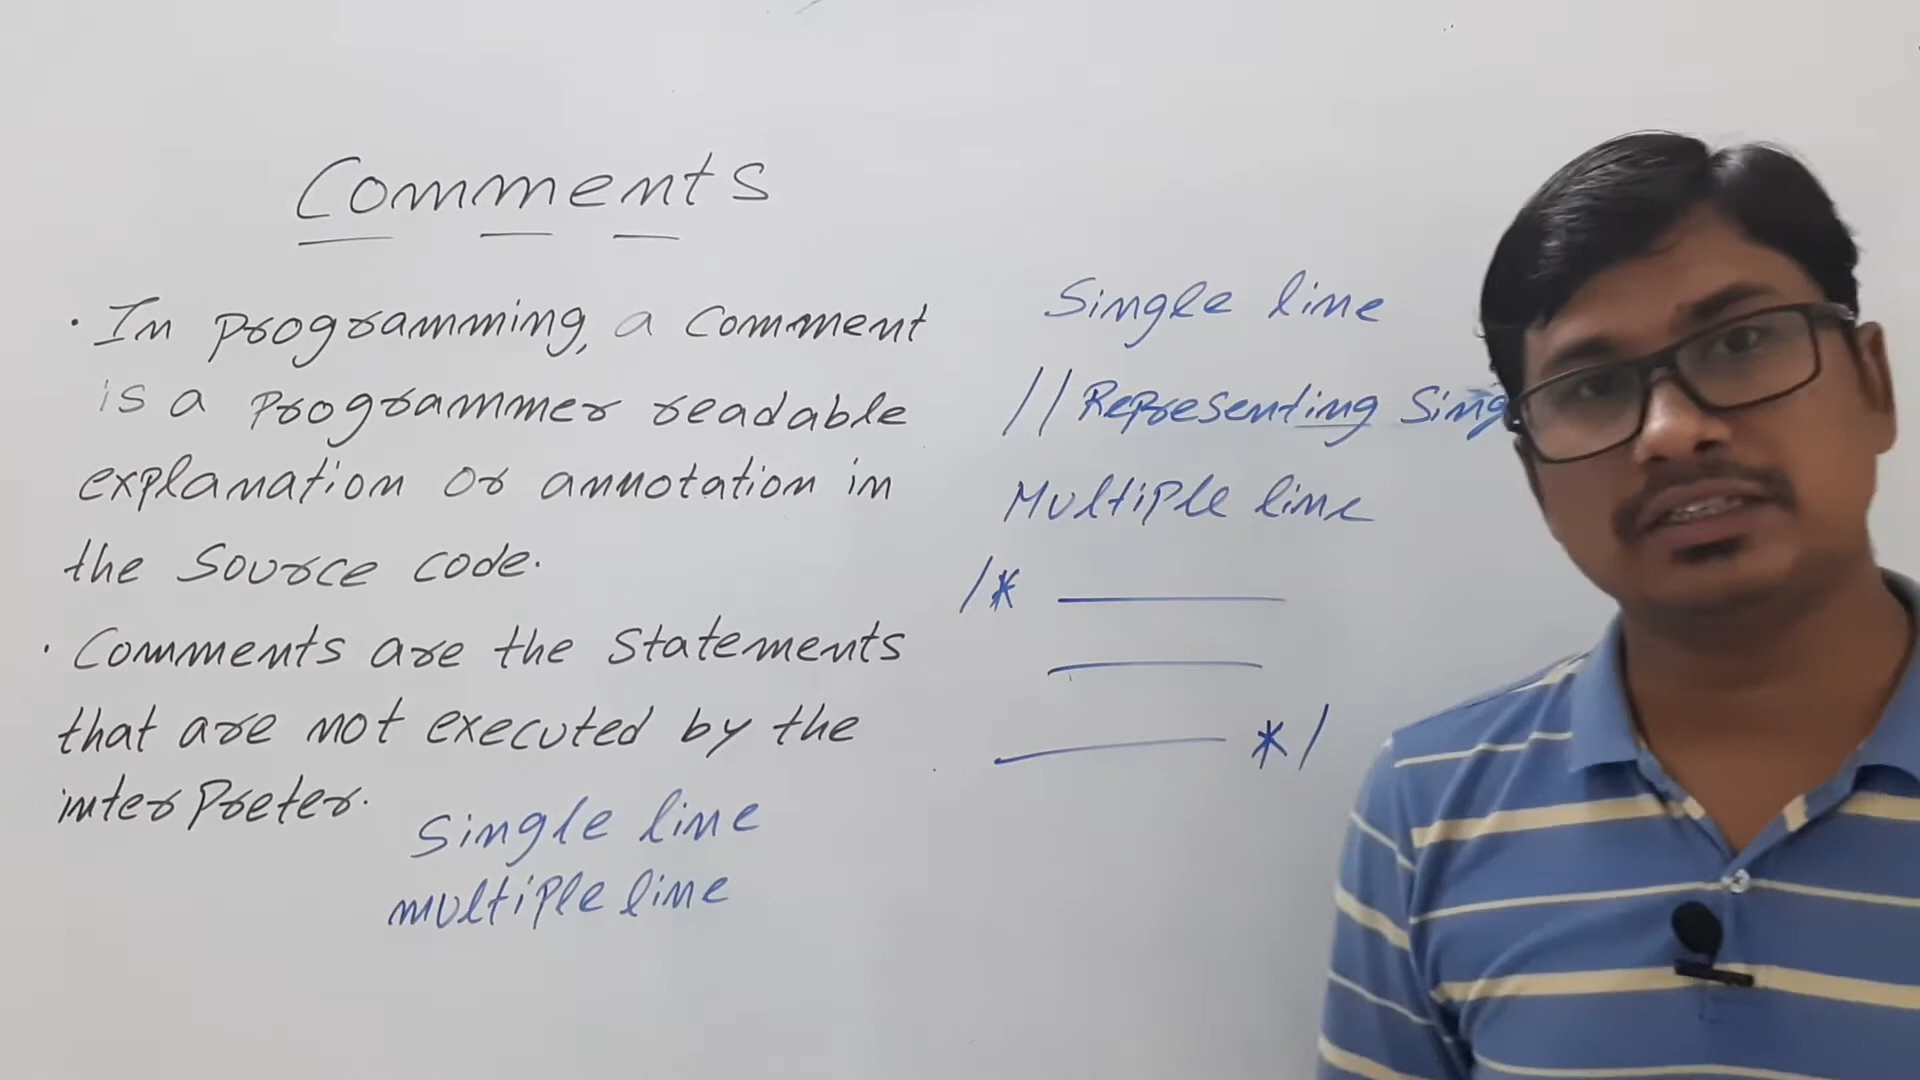 Comments
· In programming, a comment
is a programmer readable
explanation or annotation in
the source code.
· Comments are the statements
that are not executed by the
interpreter.
Single line
multiple line
Single line
// Representing Sing
Multiple line
/*
*/